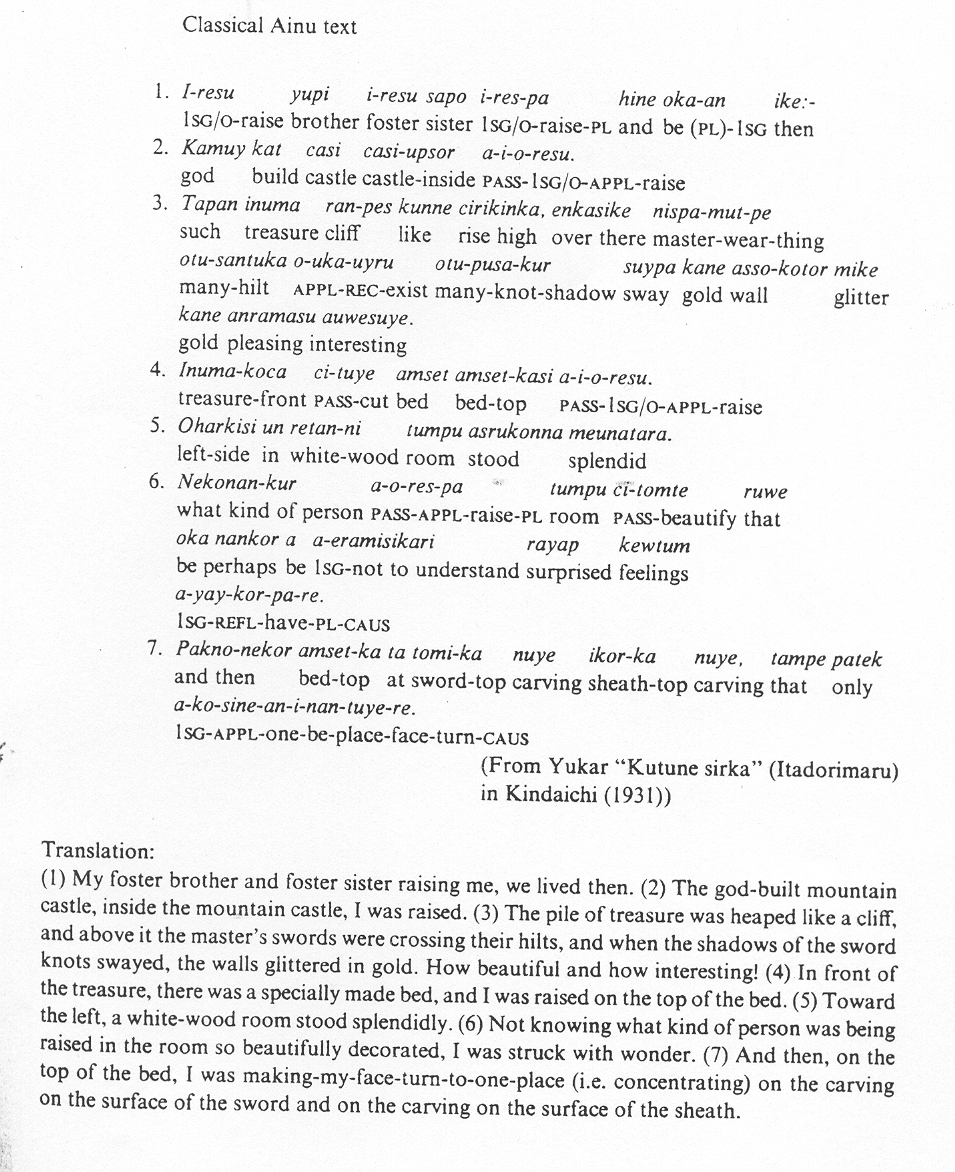 Classical Ainu text
1. I-resu yupi i-resu sapo i-res-pa hine oka-an ike:-
1SG/O-raise brother foster sister 1SG/O-raise-PL and be (PL)-1SG then
2. Kamuy kat casi casi-upsor a-i-o-resu.
god build castle castle-inside PASS-1SG/O-APPL-raise
3. Tapan inuma ran-pes kunne cirikinka, enkasike nispa-mut-pe
such treasure cliff like rise high over there master-wear-thing
otu-santuka o-uka-uyru otu-pusa-kur suypa kane asso-kotor mike
many-hilt APPL-REC-exist many-knot-shadow sway gold wall glitter
kane anramasu auwesuye.
gold pleasing interesting
4. Inuma-koca ci-tuye amset amset-kasi a-i-o-resu.
treasure-front PASS-cut bed bed-top PASS-1SG/O-APPL-raise
5. Oharkisi un retan-ni tumpu asrukonna meunatara.
left-side in white-wood room stood splendid
6. Nekonan-kur a-o-res-pa tumpu ci-tomte ruwe
what kind of person PASS-APPL-raise-PL room PASS-beautify that
oka nankor a a-eramisikari rayap kewtum
be perhaps be 1SG-not to understand surprised feelings
a-yay-kor-pa-re.
1SG-REFL-have-PL-CAUS
7. Pakno-nekor amset-ka ta tomi-ka nuye ikor-ka nuye, tampe patek
and then bed-top at sword-top carving sheath-top carving that only
a-ko-sine-an-i-nan-tuye-re.
1SG-APPL-one-be-place-face-turn-CAUS
(From Yukar “Kutune sirka” (Itadorimaru)
in Kindaichi (1931))
Translation:
(1) My foster brother and foster sister raising me, we lived then. (2) The god-built mountain
castle, inside the mountain castle, I was raised. (3) The pile of treasure was heaped like a cliff,
and above it the master’s swords were crossing their hilts, and when the shadows of the sword
knots swayed, the walls glittered in gold. How beautiful and how interesting! (4) In front of
the treasure, there was a specially made bed, and I was raised on the top of the bed. (5) Toward
the left, a white-wood room stood splendidly. (6) Not knowing what kind of person was being
raised in the room so beautifully decorated, I was struck with wonder. (7) And then, on the
top of the bed, I was making-my-face-turn-to-one-place (i.e. concentrating) on the carving
on the surface of the sword and on the carving on the surface of the sheath.